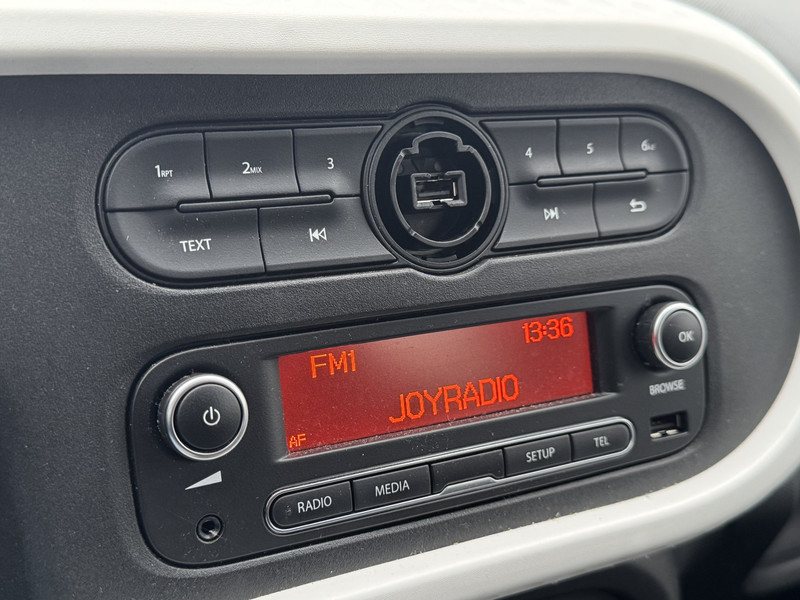 1RPT 2MIX 3 4 5 6
TEXT
FM1 13:36
JOYRADIO
AF
OK
BROWSE
RADIO MEDIA SETUP TEL